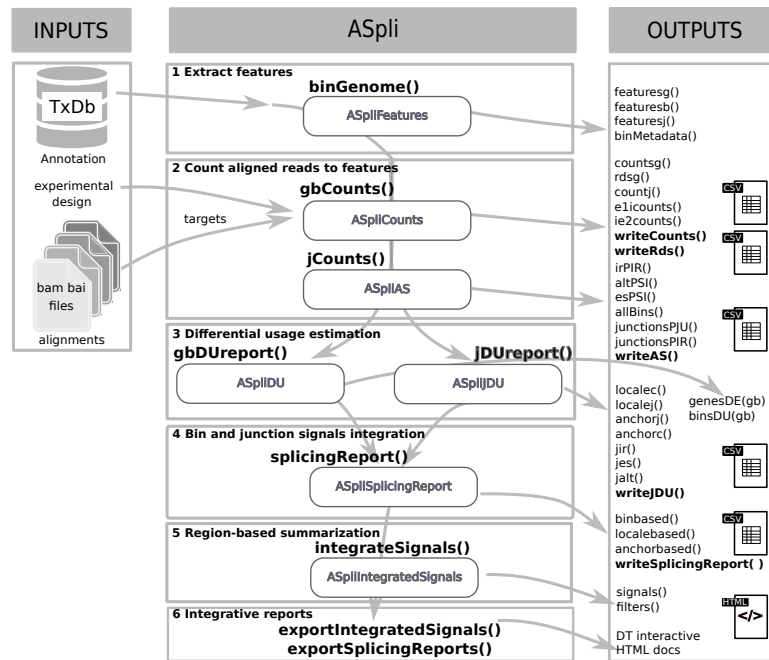 INPUTS
ASpli
OUTPUTS
TxDb
Annotation
experimental
design
targets
bam bai
files
alignments
1 Extract features
binGenome()
ASpliFeatures
2 Count aligned reads to features
gbCounts()
ASpliCounts
jCounts()
ASpliAS
3 Differential usage estimation
gbDUreport()
jDUreport()
ASpliDU
ASpliJDU
4 Bin and junction signals integration
splicingReport()
ASpliSplicingReport
5 Region-based summarization
integrateSignals()
ASpliIntegratedSignals
6 Integrative reports
exportIntegratedSignals()
exportSplicingReports()
featuresg()
featuresb()
featuresj()
binMetadata()
countsg()
rdsg()
countj()
e1icounts()
ie2counts()
writeCounts()
writeRds()
CSV
CSV
irPIR()
altPSI()
esPSI()
allBins()
junctionsPJU()
junctionsPIR()
writeAS()
CSV
genesDE(gb)
binsDU(gb)
localec()
localej()
anchorj()
anchorc()
jir()
jes()
jalt()
writeJDU()
CSV
binbased()
localebased()
anchorbased()
writeSplicingReport( )
CSV
signals()
filters()
HTML
</>
DT interactive
HTML docs